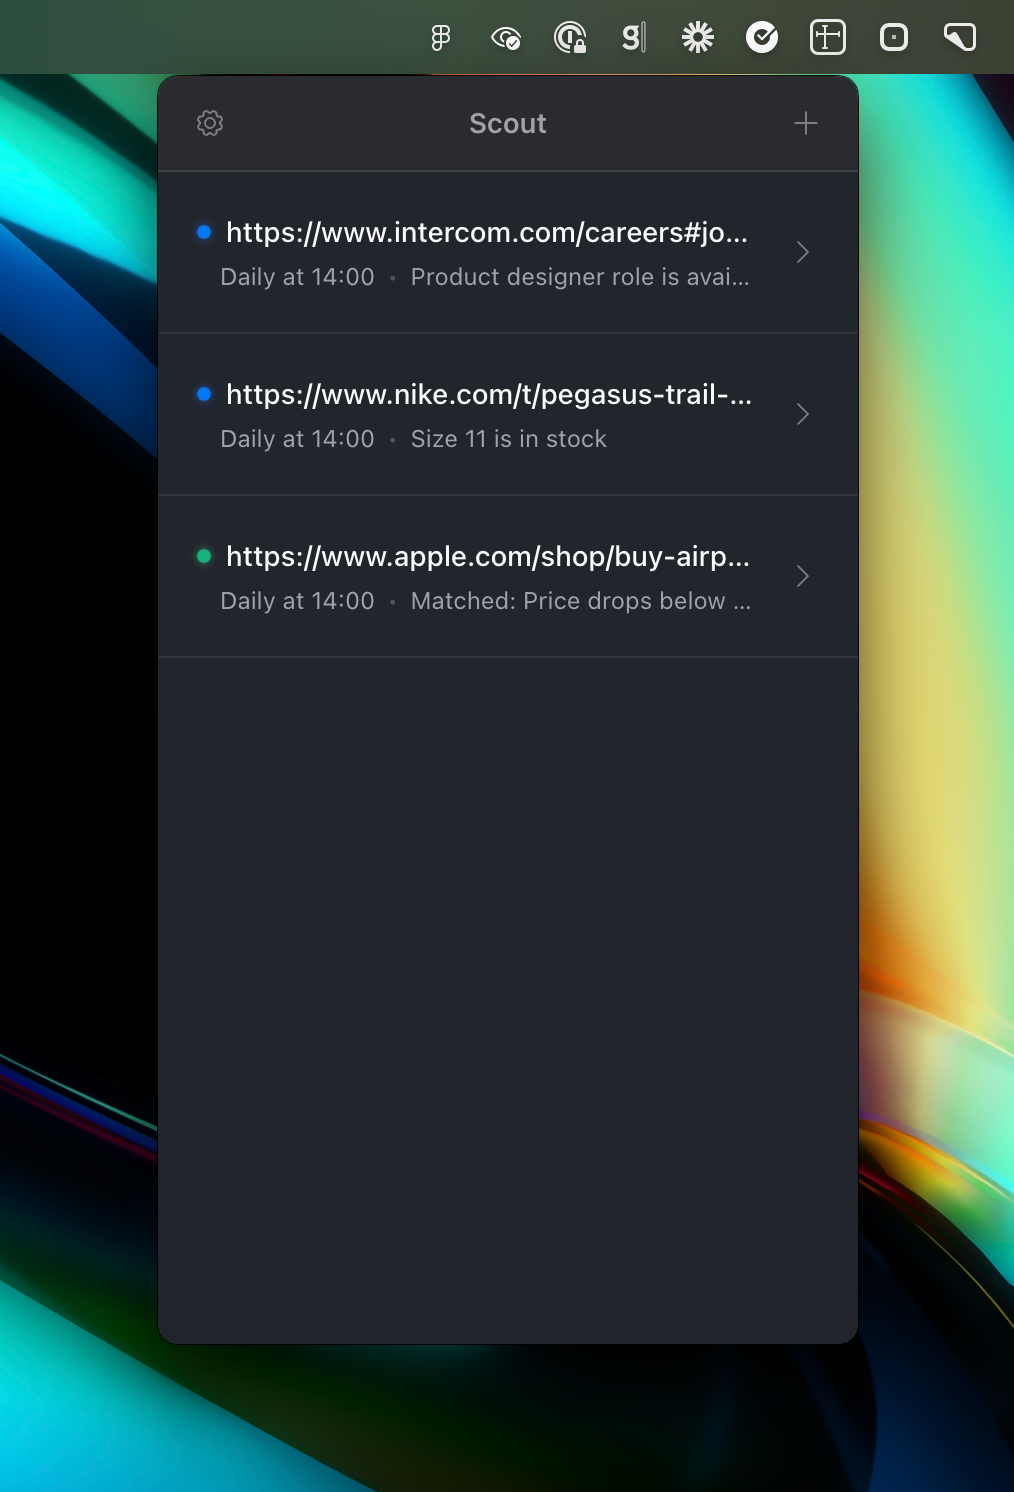 Scout
https://www.intercom.com/careers#jo...
Daily at 14:00 • Product designer role is avai...
https://www.nike.com/t/pegasus-trail-...
Daily at 14:00 • Size 11 is in stock
https://www.apple.com/shop/buy-airp...
Daily at 14:00 • Matched: Price drops below ...